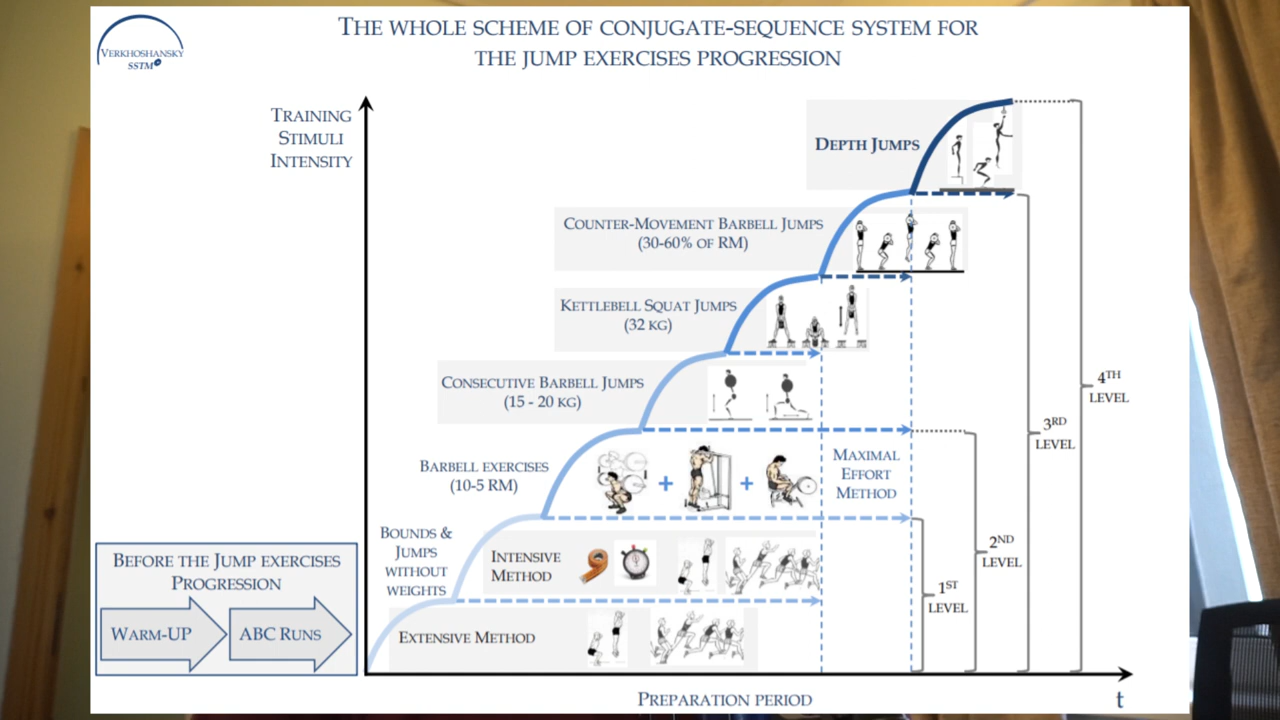 VERKHOSHANSKY
SSTM
THE WHOLE SCHEME OF CONJUGATE-SEQUENCE SYSTEM FOR
THE JUMP EXERCISES PROGRESSION
TRAINING
STIMULI
INTENSITY
DEPTH JUMPS
COUNTER-MOVEMENT BARBELL JUMPS
(30-60% OF RM)
KETTLEBELL SQUAT JUMPS
(32 KG)
CONSECUTIVE BARBELL JUMPS
(15 - 20 KG)
4TH
LEVEL
3RD
LEVEL
BARBELL EXERCISES
(10-5 RM)
+
+
MAXIMAL
EFFORT
METHOD
BOUNDS &
JUMPS
WITHOUT
WEIGHTS
INTENSIVE
METHOD
2ND
LEVEL
1ST
LEVEL
EXTENSIVE METHOD
BEFORE THE JUMP EXERCISES
PROGRESSION
WARM-UP
ABC RUNS
PREPARATION PERIOD
t